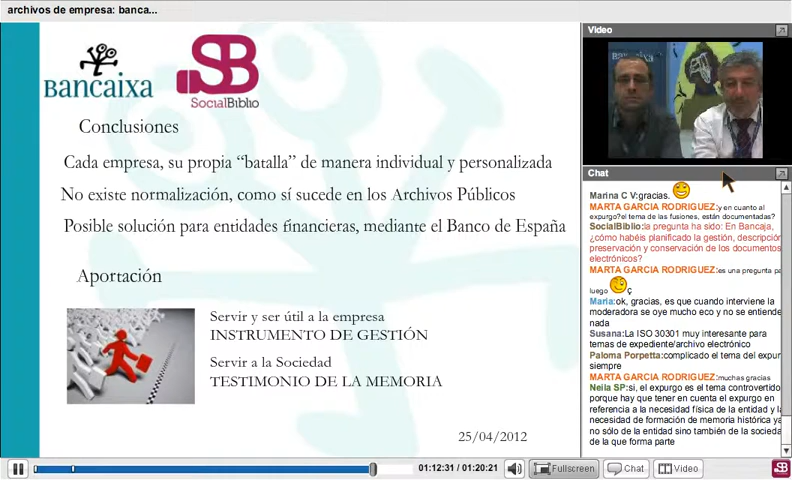 archivos de empresa: banca...
BANCAIXA
SB
SocialBiblio
Conclusiones
Cada empresa, su propia “batalla” de manera individual y personalizada
No existe normalización, como sí sucede en los Archivos Públicos
Posible solución para entidades financieras, mediante el Banco de España
Aportación
Servir y ser útil a la empresa
INSTRUMENTO DE GESTIÓN
Servir a la Sociedad
TESTIMONIO DE LA MEMORIA
25/04/2012
Video
Chat
Marina C V:gracias.
MARTA GARCIA RODRIGUEZ:y en cuanto al
expurgo?el tema de las fusiones, están documentadas?
SocialBiblio:la pregunta ha sido: En Bancaja,
¿cómo habéis planificado la gestión, descripción
preservación y conservación de los documentos
electrónicos?
MARTA GARCIA RODRIGUEZ:es una pregunta pa
luego ç
Maria:ok, gracias, es que cuando interviene la
moderadora se oye mucho eco y no se entiende
nada
Susana:La ISO 30301 muy interesante para
temas de expediente/archivo electrónico
Paloma Porpetta:complicado el tema del expur
siempre
MARTA GARCIA RODRIGUEZ:muchas gracias
Neila SP:si, el expurgo es el tema controvertido
porque hay que tener en cuenta el expurgo en
referencia a la necesidad física de la entidad y la
necesidad de formación de memoria histórica ya
no sólo de la entidad sino también de la socieda
de la que forma parte
01:12:31 / 01:20:21
Fullscreen
Chat
Video
SB